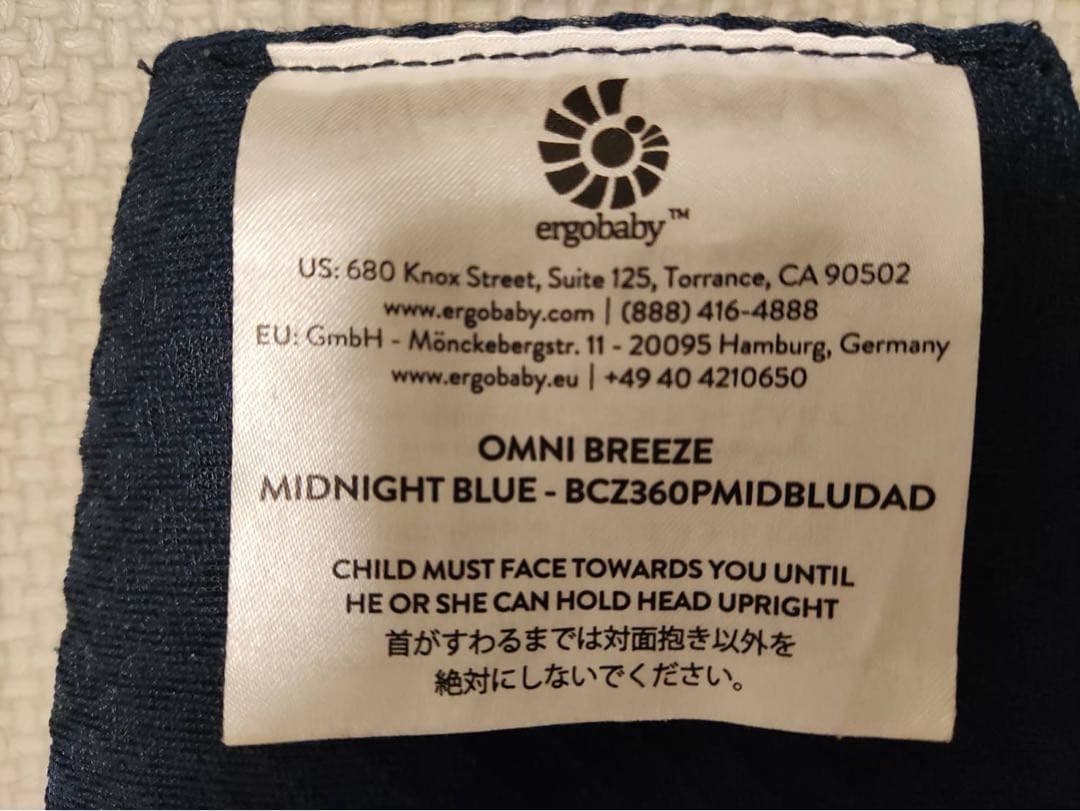 ergobaby™
US: 680 Knox Street, Suite 125, Torrance, CA 90502
www.ergobaby.com | (888) 416-4888
EU: GmbH - Mönckebergstr. 11 - 20095 Hamburg, Germany
www.ergobaby.eu | +49 40 4210650
OMNI BREEZE
MIDNIGHT BLUE - BCZ360PMIDBLUDAD
CHILD MUST FACE TOWARDS YOU UNTIL
HE OR SHE CAN HOLD HEAD UPRIGHT
首がすわるまでは対面抱き以外を
絶対にしないでください。